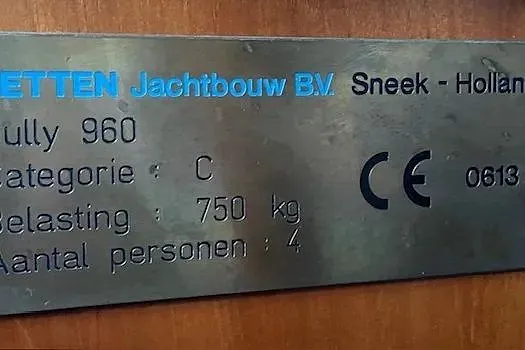 ETTEN Jachtbouw B.V. Sneek - Hollan
ully 960
ategorie : C
CE 0613
Belasting : 750 kg
Aantal personen : 4